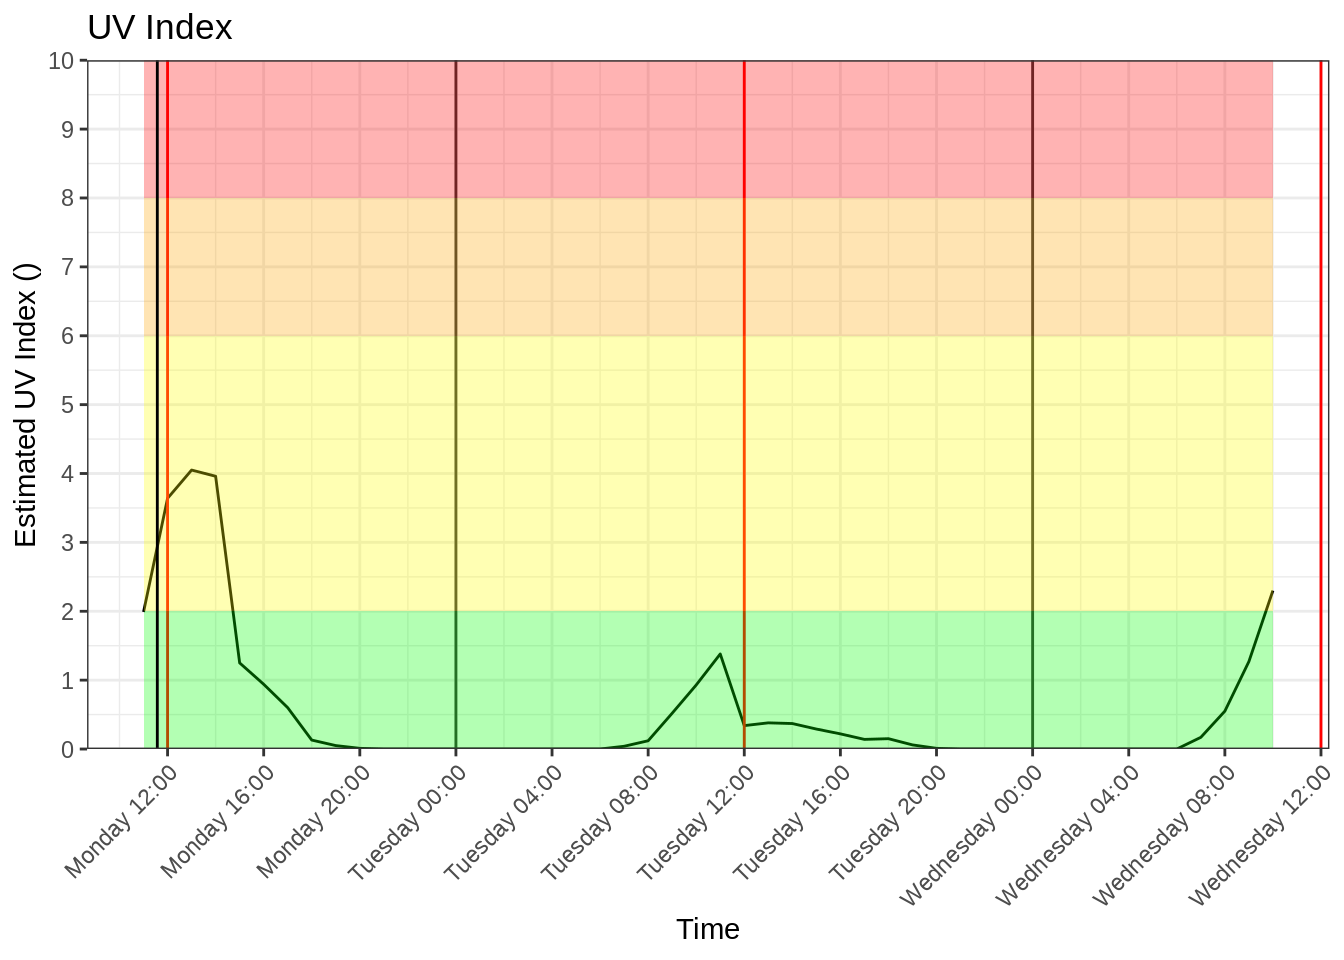 UV Index
Estimated UV Index ()
10
9
8
7
6
5
4
3
2
1
0
Monday 12:00
Monday 16:00
Monday 20:00
Tuesday 00:00
Tuesday 04:00
Tuesday 08:00
Tuesday 12:00
Tuesday 16:00
Tuesday 20:00
Wednesday 00:00
Wednesday 04:00
Wednesday 08:00
Wednesday 12:00
Time